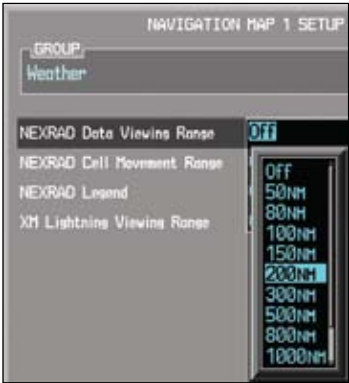 NAVIGATION MAP 1 SETUP
GROUP
Weather
NEXRAD Data Viewing Range
Off
NEXRAD Cell Movement Range
NEXRAD Legend
XM Lightning Viewing Range
Off
50NM
80NM
100NM
150NM
200NM
300NM
500NM
800NM
1000NM